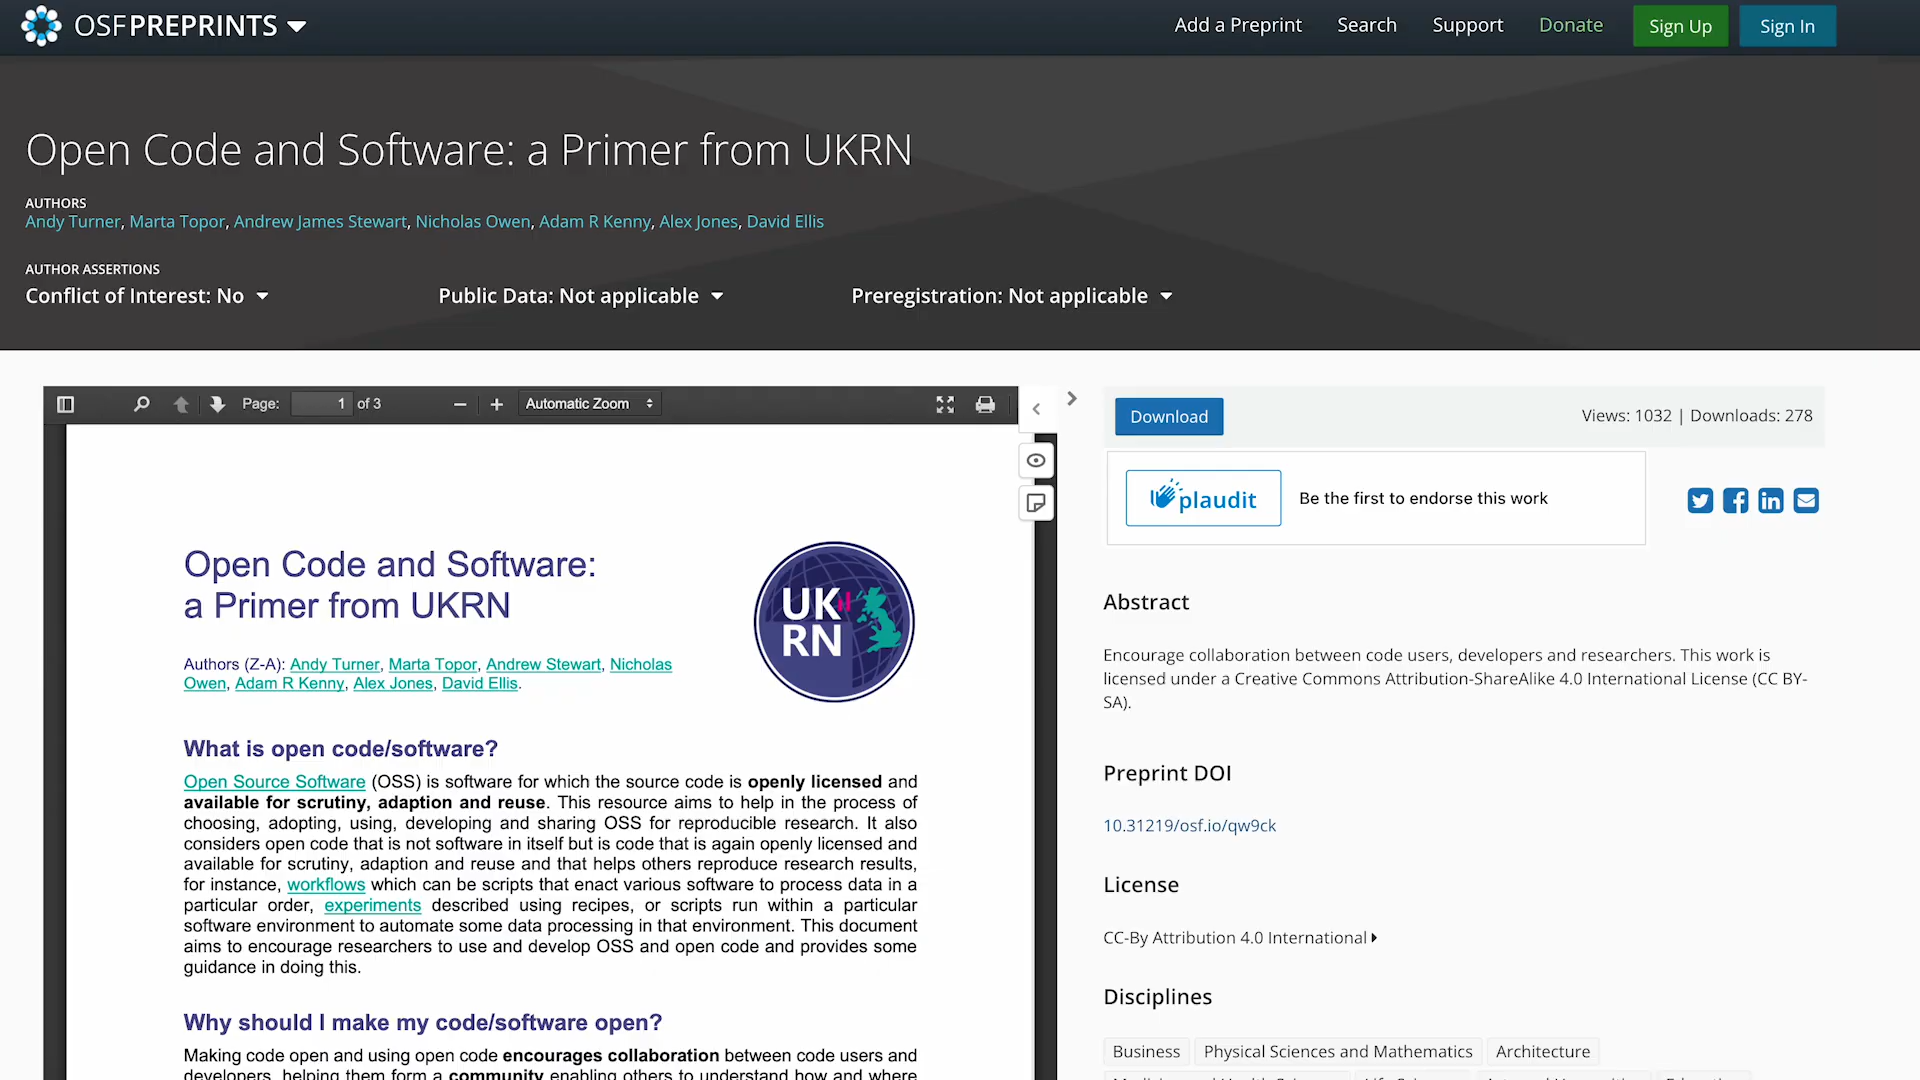 OSFPREPRINTS
Add a Preprint
Search
Support
Donate
Sign Up
Sign In
Open Code and Software: a Primer from UKRN
AUTHORS
Andy Turner, Marta Topor, Andrew James Stewart, Nicholas Owen, Adam R Kenny, Alex Jones, David Ellis
AUTHOR ASSERTIONS
Conflict of Interest: No
Public Data: Not applicable
Preregistration: Not applicable
Page: 1 of 3
Automatic Zoom
Open Code and Software:
a Primer from UKRN
UK
RN
Authors (Z-A): Andy Turner, Marta Topor, Andrew Stewart, Nicholas
Owen, Adam R Kenny, Alex Jones, David Ellis.
What is open code/software?
Open Source Software (OSS) is software for which the source code is openly licensed and
available for scrutiny, adaption and reuse. This resource aims to help in the process of
choosing, adopting, using, developing and sharing OSS for reproducible research. It also
considers open code that is not software in itself but is code that is again openly licensed and
available for scrutiny, adaption and reuse and that helps others reproduce research results,
for instance, workflows which can be scripts that enact various software to process data in a
particular order, experiments described using recipes, or scripts run within a particular
software environment to automate some data processing in that environment. This document
aims to encourage researchers to use and develop OSS and open code and provides some
guidance in doing this.
Why should I make my code/software open?
Making code open and using open code encourages collaboration between code users and
developers, helping them form a community enabling others to understand how and where
Download
Views: 1032 | Downloads: 278
plaudit
Be the first to endorse this work
Abstract
Encourage collaboration between code users, developers and researchers. This work is
licensed under a Creative Commons Attribution-ShareAlike 4.0 International License (CC BY-
SA).
Preprint DOI
10.31219/osf.io/qw9ck
License
CC-By Attribution 4.0 International
Disciplines
Business
Physical Sciences and Mathematics
Architecture